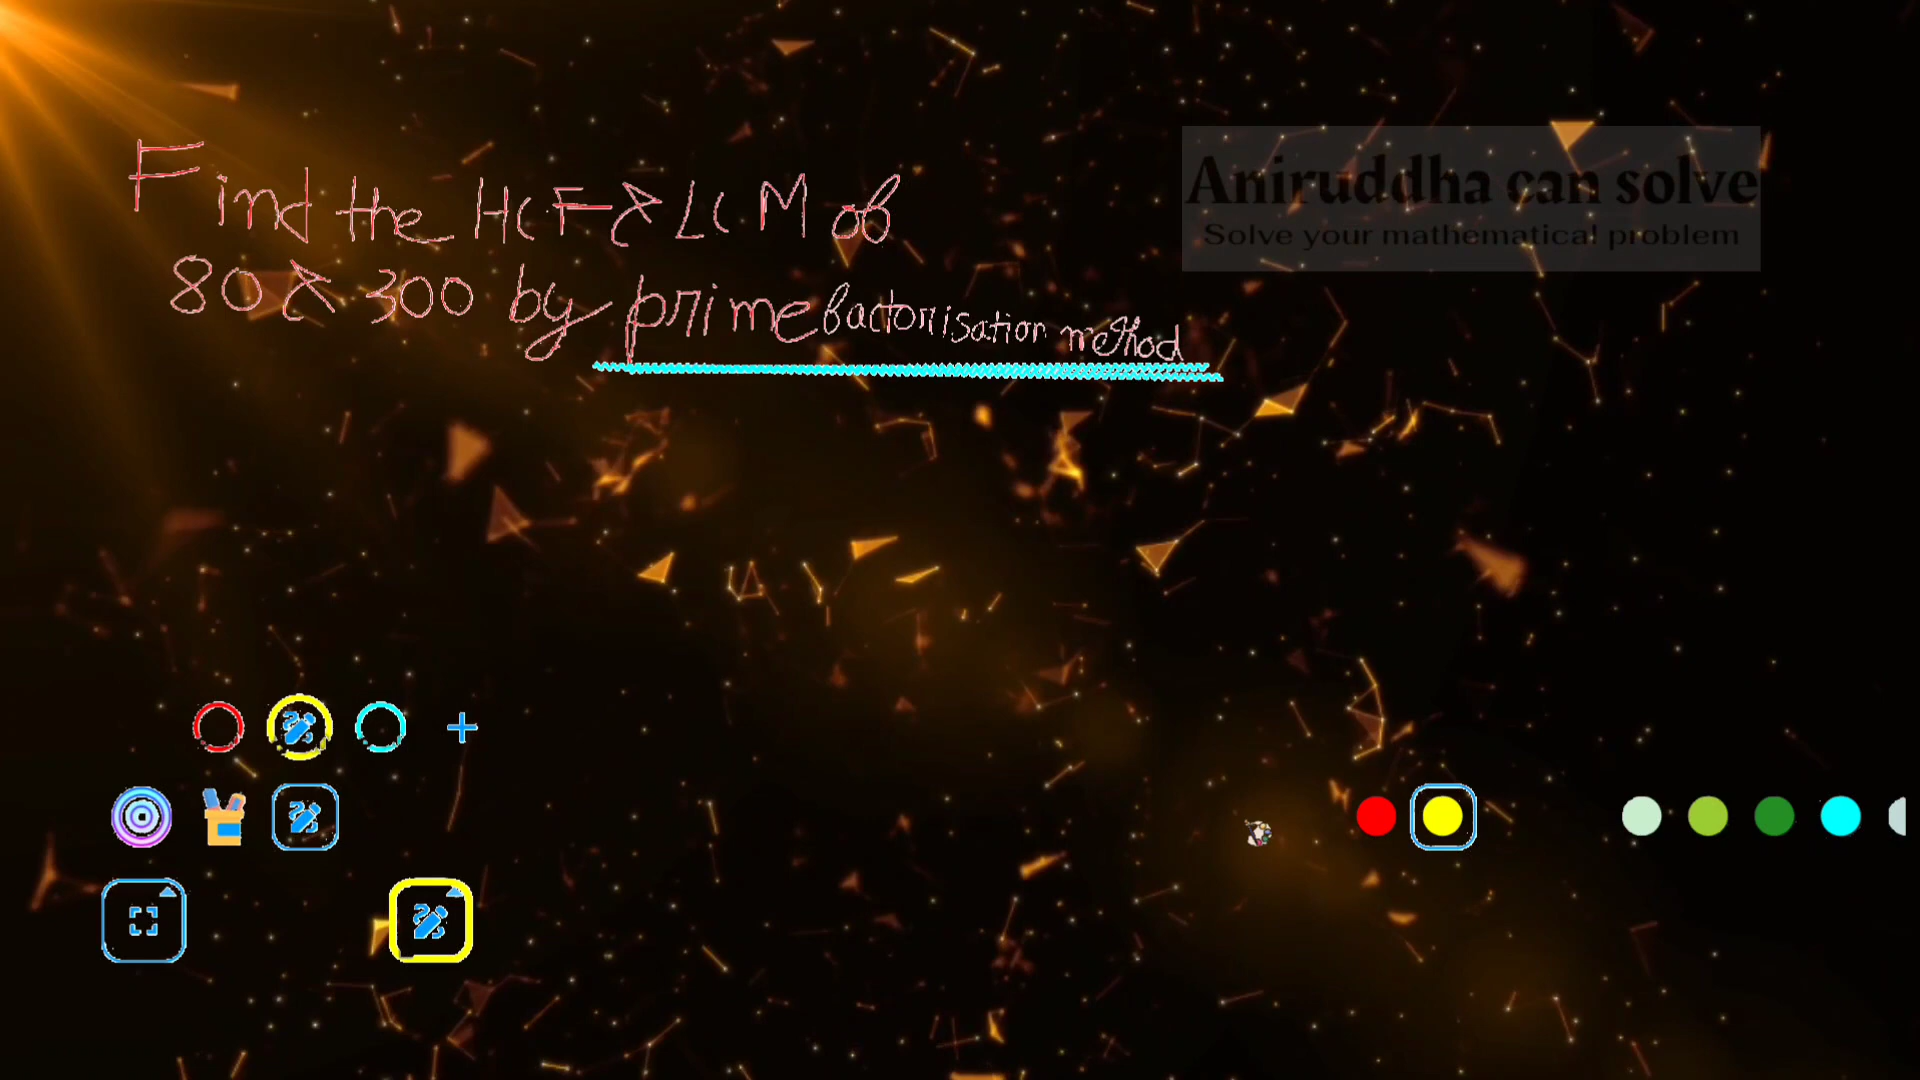 Find the HCF & LCM of
80 & 300 by prime factorisation method
Aniruddha can solve
Solve your mathematical problem